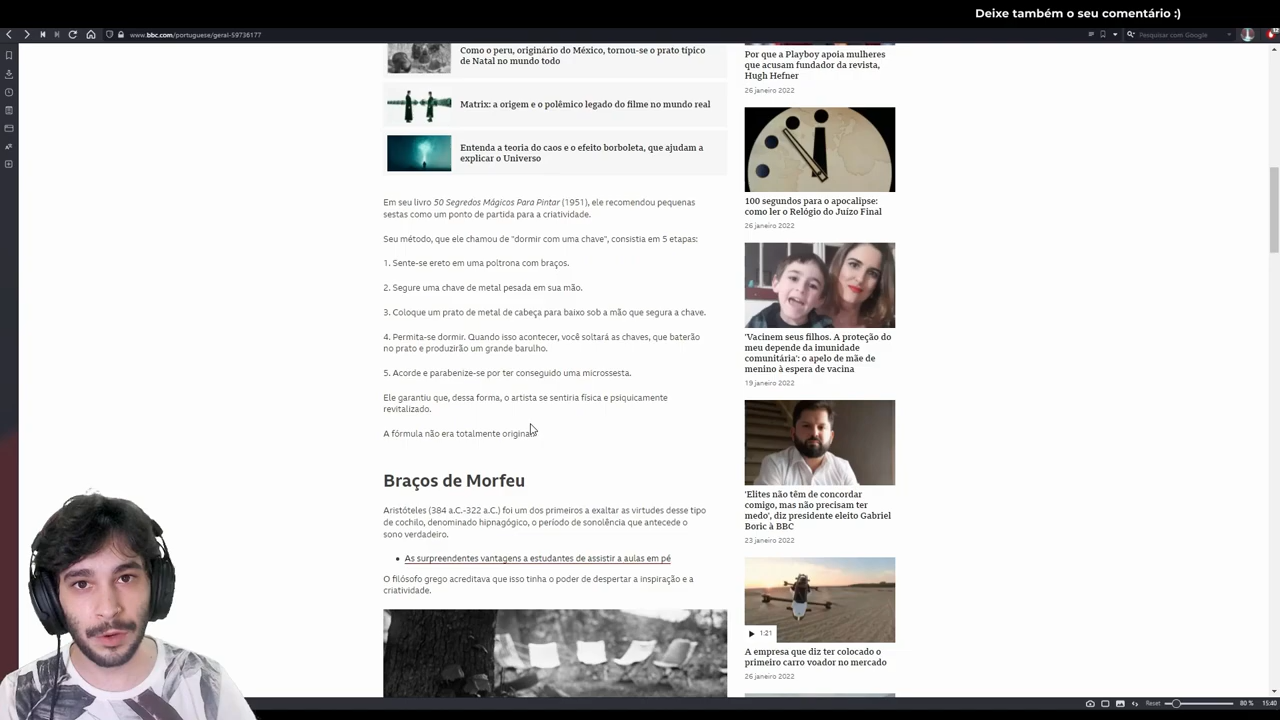 Deixe também o seu comentário :)
www.bbc.com/portuguese/geral-59736177
Pesquisar com Google
Como o peru, originário do México, tornou-se o prato típico
de Natal no mundo todo
Matrix: a origem e o polêmico legado do filme no mundo real
Entenda a teoria do caos e o efeito borboleta, que ajudam a
explicar o Universo
Em seu livro 50 Segredos Mágicos Para Pintar (1951), ele recomendou pequenas
sestas como um ponto de partida para a criatividade.
Seu método, que ele chamou de "dormir com uma chave", consistia em 5 etapas:
1. Sente-se ereto em uma poltrona com braços.
2. Segure uma chave de metal pesada em sua mão.
3. Coloque um prato de metal de cabeça para baixo sob a mão que segura a chave.
4. Permita-se dormir. Quando isso acontecer, você soltará as chaves, que baterão
no prato e produzirão um grande barulho.
5. Acorde e parabenize-se por ter conseguido uma microssesta.
Ele garantiu que, dessa forma, o artista se sentiria física e psiquicamente
revitalizado.
A fórmula não era totalmente original.
Braços de Morfeu
Aristóteles (384 a.C.-322 a.C.) foi um dos primeiros a exaltar as virtudes desse tipo
de cochilo, denominado hipnagógico, o período de sonolência que antecede o
sono verdadeiro.
• As surpreendentes vantagens a estudantes de assistir a aulas em pé
O filósofo grego acreditava que isso tinha o poder de despertar a inspiração e a
criatividade.
Por que a Playboy apoia mulheres
que acusam fundador da revista,
Hugh Hefner
26 janeiro 2022
100 segundos para o apocalipse:
como ler o Relógio do Juízo Final
26 janeiro 2022
'Vacinem seus filhos. A proteção do
meu depende da imunidade
comunitária': o apelo de mãe de
menino à espera de vacina
19 janeiro 2022
'Elites não têm de concordar
comigo, mas não precisam ter
medo', diz presidente eleito Gabriel
Boric à BBC
23 janeiro 2022
1:21
A empresa que diz ter colocado o
primeiro carro voador no mercado
26 janeiro 2022
Reset
80 %
15:40